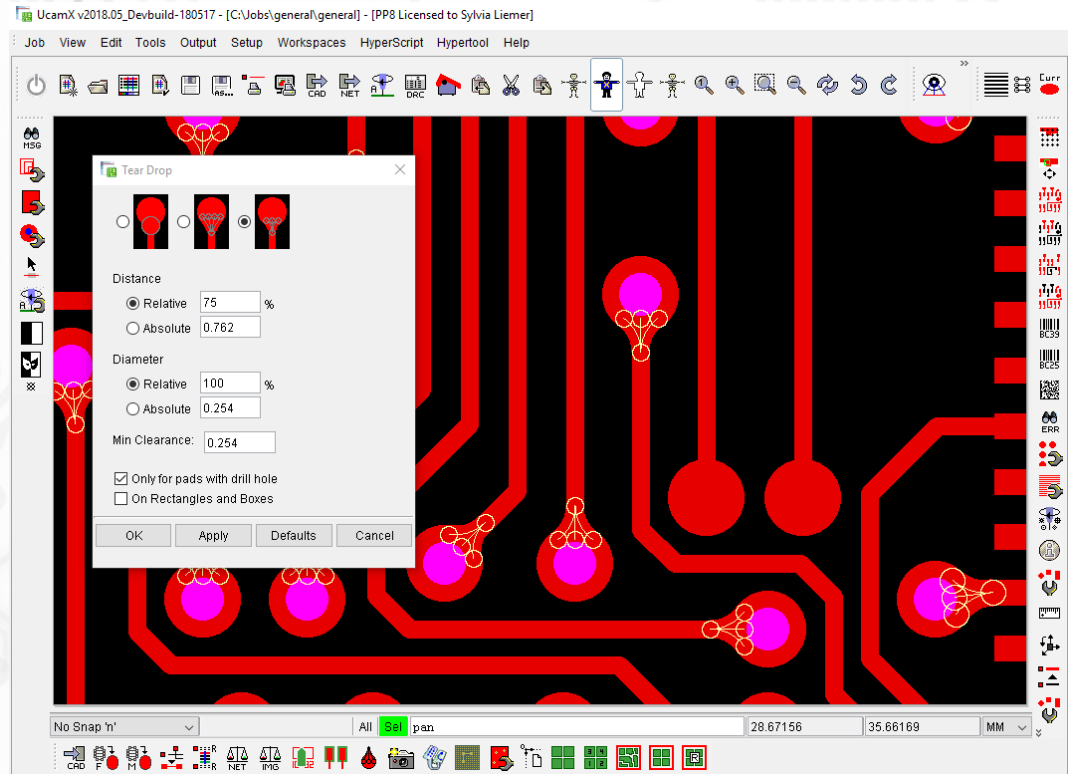 UcamX v2018.05_Devbuild-180517 - [C:\Jobs\general\general] - [PP8 Licensed to Sylvia Liemer]
Job View Edit Tools Output Setup Workspaces HyperScript Hypertool Help
AS... CAD NET A DRC 1 » Curr
MSG
Tear Drop
Distance
Relative 75 %
Absolute 0.762
Diameter
Relative 100 %
Absolute 0.254
Min Clearance: 0.254
Only for pads with drill hole
On Rectangles and Boxes
OK Apply Defaults Cancel
A
BC39
BC25
ERR
No Snap 'n' All Sel pan 28.67156 35.66169 MM
CAD F M NET IMG R